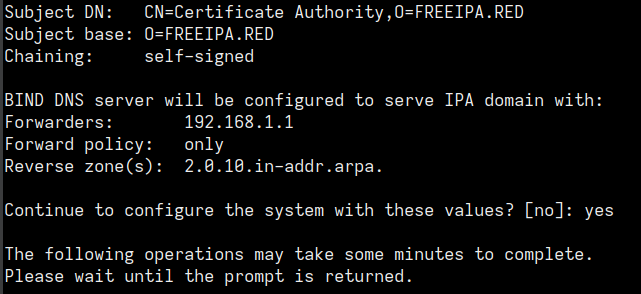 Subject DN:   CN=Certificate Authority,O=FREEIPA.RED
Subject base: O=FREEIPA.RED
Chaining:     self-signed

BIND DNS server will be configured to serve IPA domain with:
Forwarders:       192.168.1.1
Forward policy:   only
Reverse zone(s):  2.0.10.in-addr.arpa.

Continue to configure the system with these values? [no]: yes

The following operations may take some minutes to complete.
Please wait until the prompt is returned.